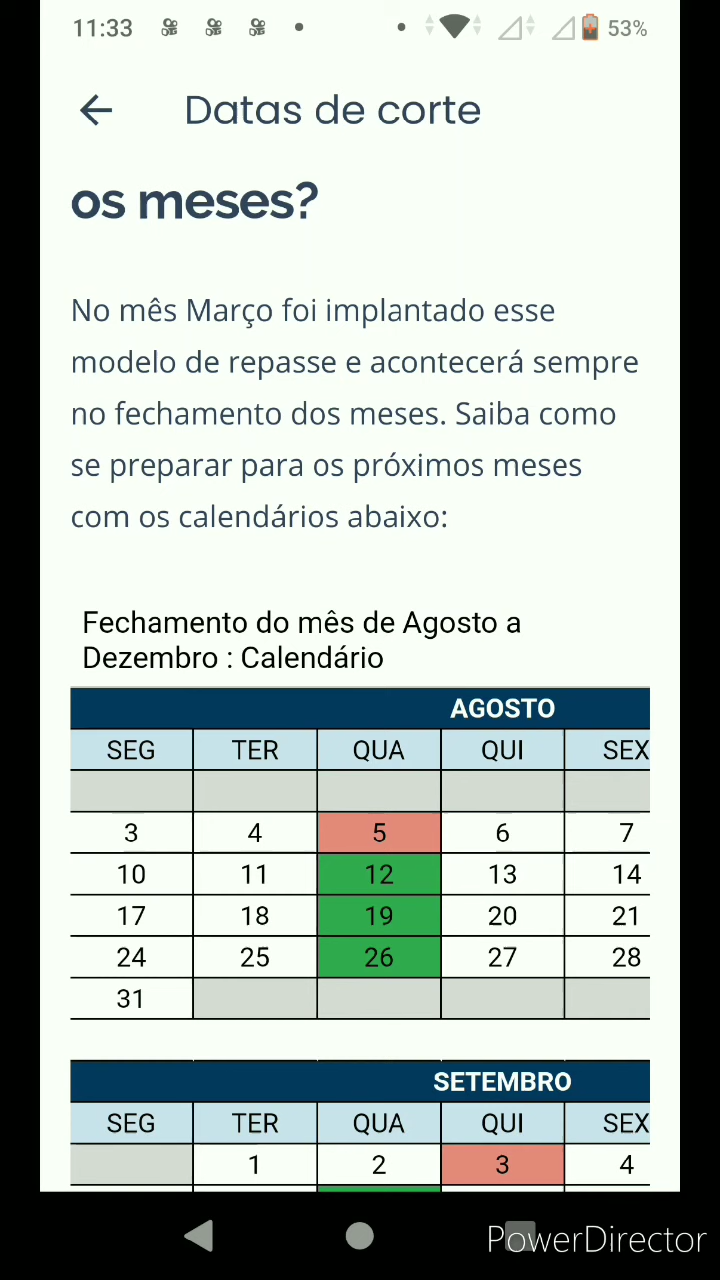 11:33 53%
Datas de corte
os meses?
No mês Março foi implantado esse
modelo de repasse e acontecerá sempre
no fechamento dos meses. Saiba como
se preparar para os próximos meses
com os calendários abaixo:
Fechamento do mês de Agosto a
Dezembro : Calendário
AGOSTO
SEG TER QUA QUI SEX
3 4 5 6 7
10 11 12 13 14
17 18 19 20 21
24 25 26 27 28
31
SETEMBRO
SEG TER QUA QUI SEX
1 2 3 4
PowerDirector